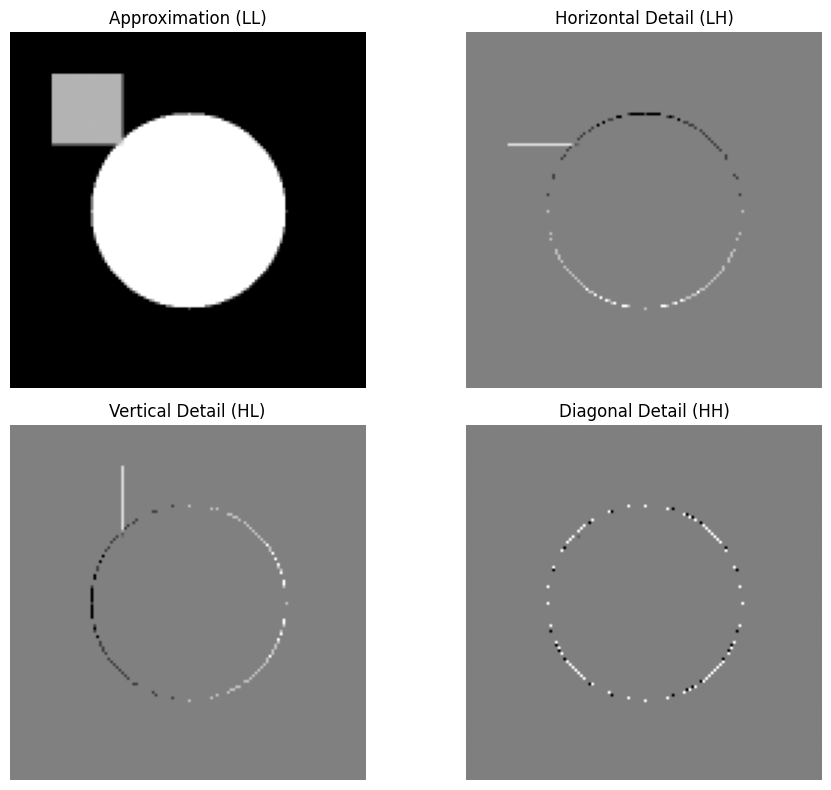 Approximation (LL)
Horizontal Detail (LH)
Vertical Detail (HL)
Diagonal Detail (HH)